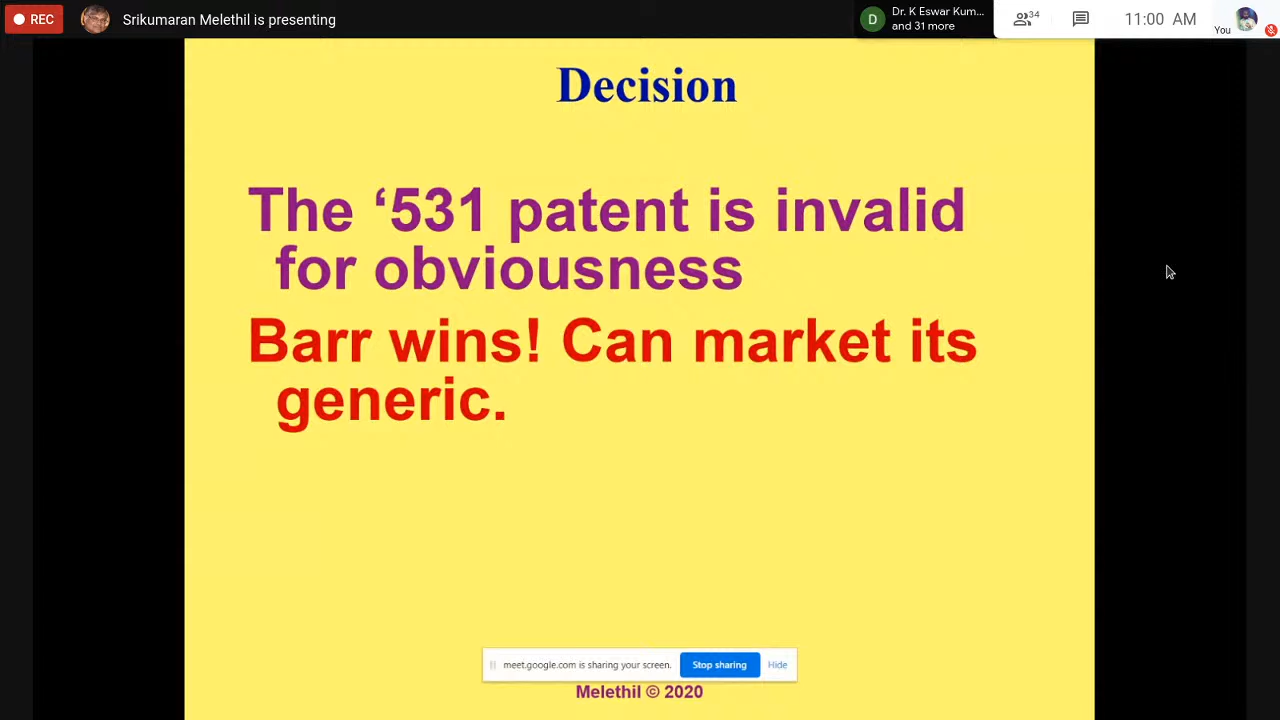 REC
Srikumaran Melethil is presenting
D
Dr. K Eswar Kum...
and 31 more
34
11:00 AM
You
Decision
The ‘531 patent is invalid
for obviousness
Barr wins! Can market its
generic.
meet.google.com is sharing your screen.
Stop sharing
Hide
Melethil © 2020